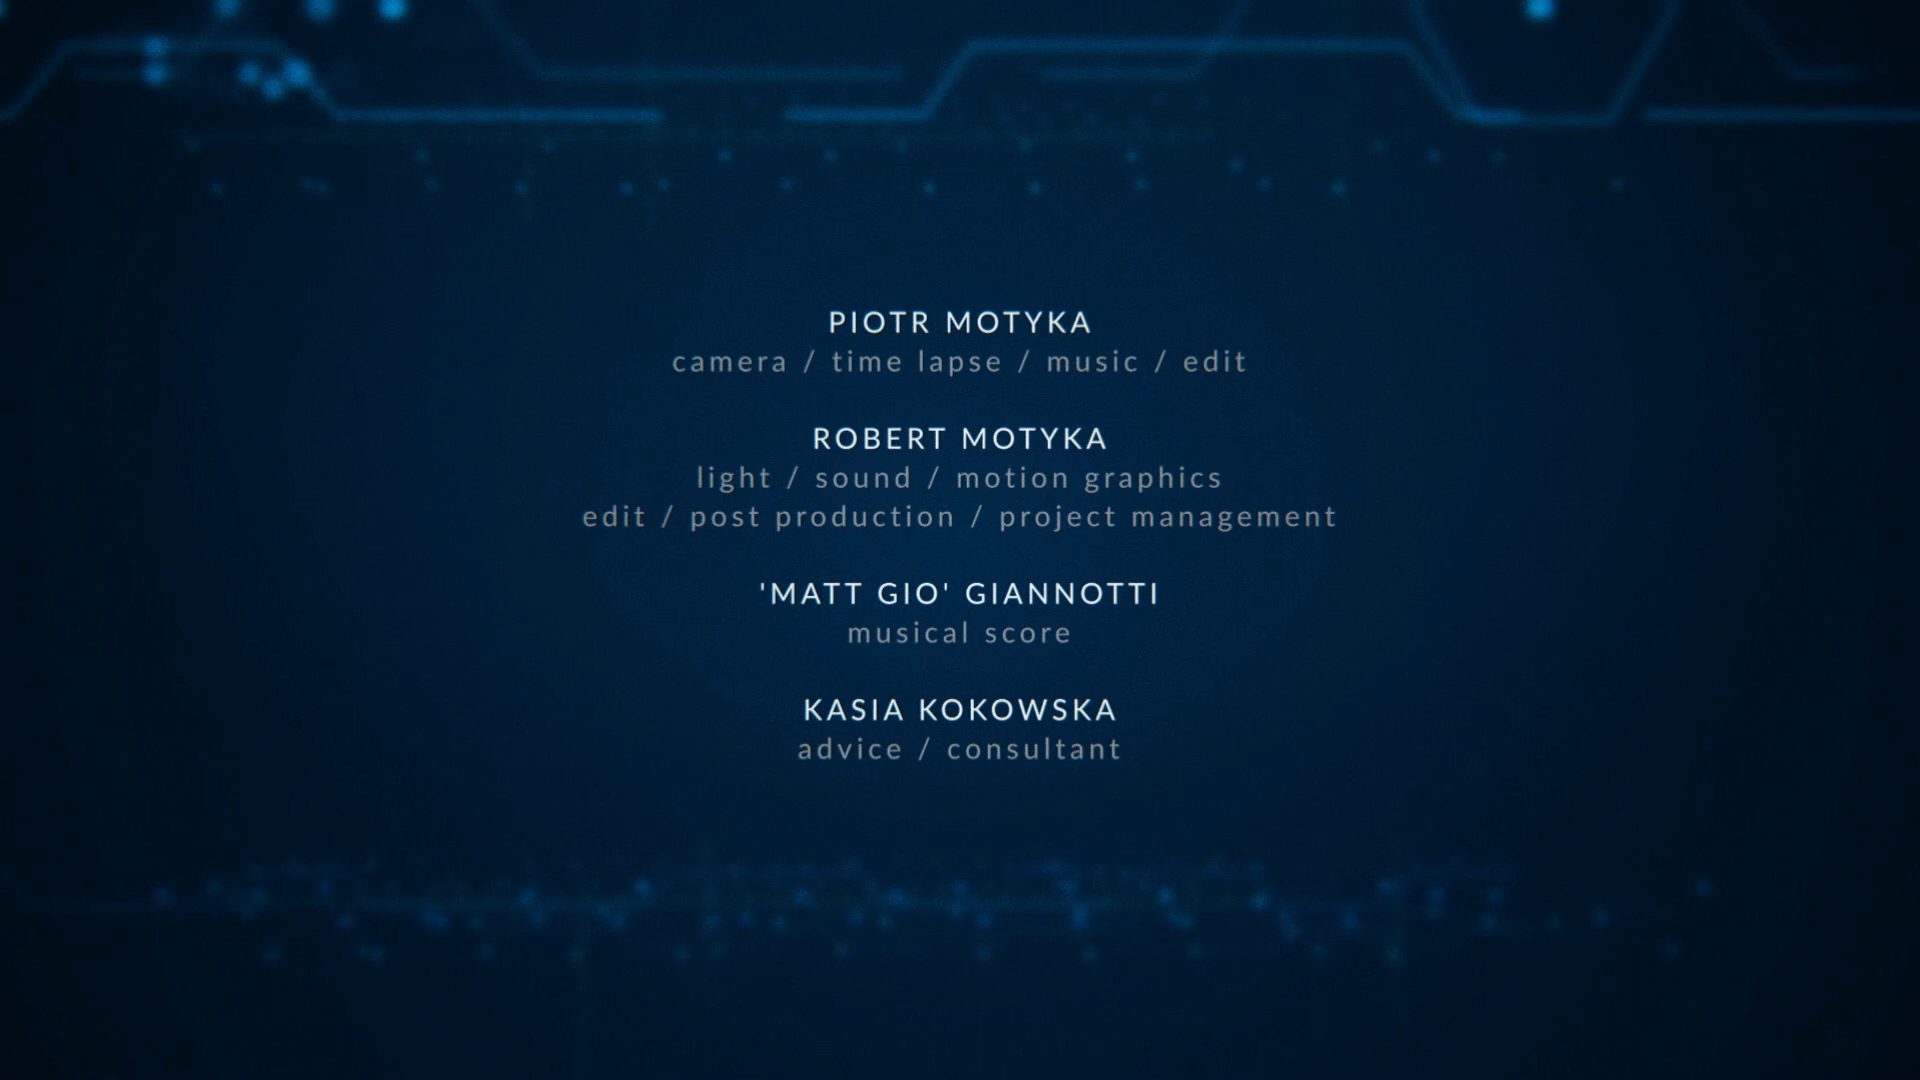 PIOTR MOTYKA
camera / time lapse / music / edit
ROBERT MOTYKA
light / sound / motion graphics
edit / post production / project management
'MATT GIO' GIANNOTTI
musical score
KASIA KOKOWSKA
advice / consultant